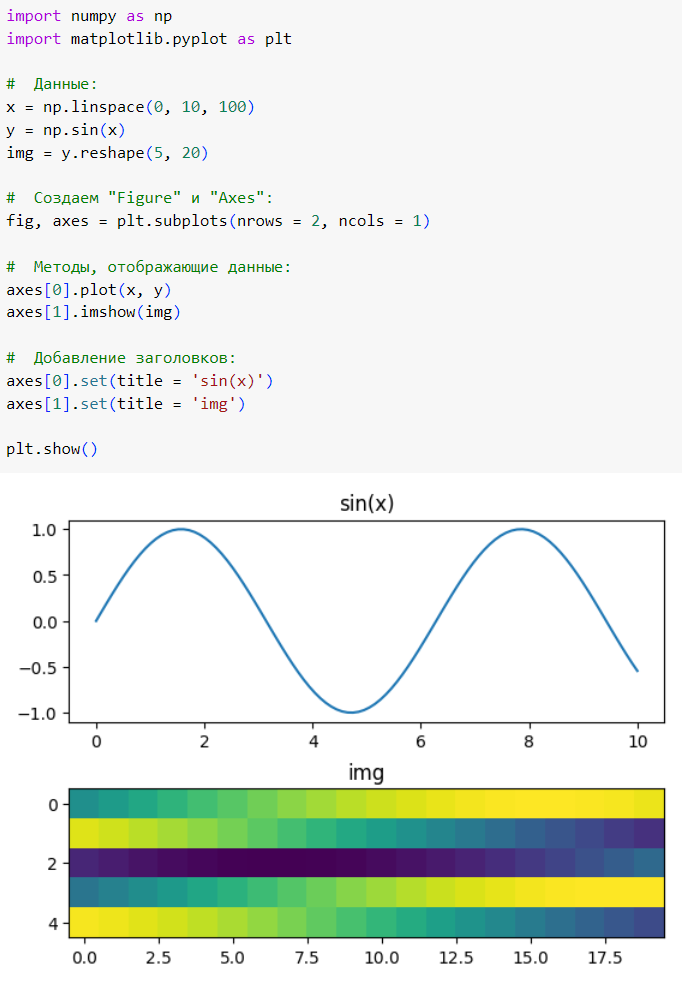 import numpy as np
import matplotlib.pyplot as plt
#  Данные:
x = np.linspace(0, 10, 100)
y = np.sin(x)
img = y.reshape(5, 20)
#  Создаем "Figure" и "Axes":
fig, axes = plt.subplots(nrows = 2, ncols = 1)
#  Методы, отображающие данные:
axes[0].plot(x, y)
axes[1].imshow(img)
#  Добавление заголовков:
axes[0].set(title = 'sin(x)')
axes[1].set(title = 'img')
plt.show()
sin(x)
1.0
0.5
0.0
−0.5
−1.0
0 2 4 6 8 10
img
0
2
4
0.0 2.5 5.0 7.5 10.0 12.5 15.0 17.5